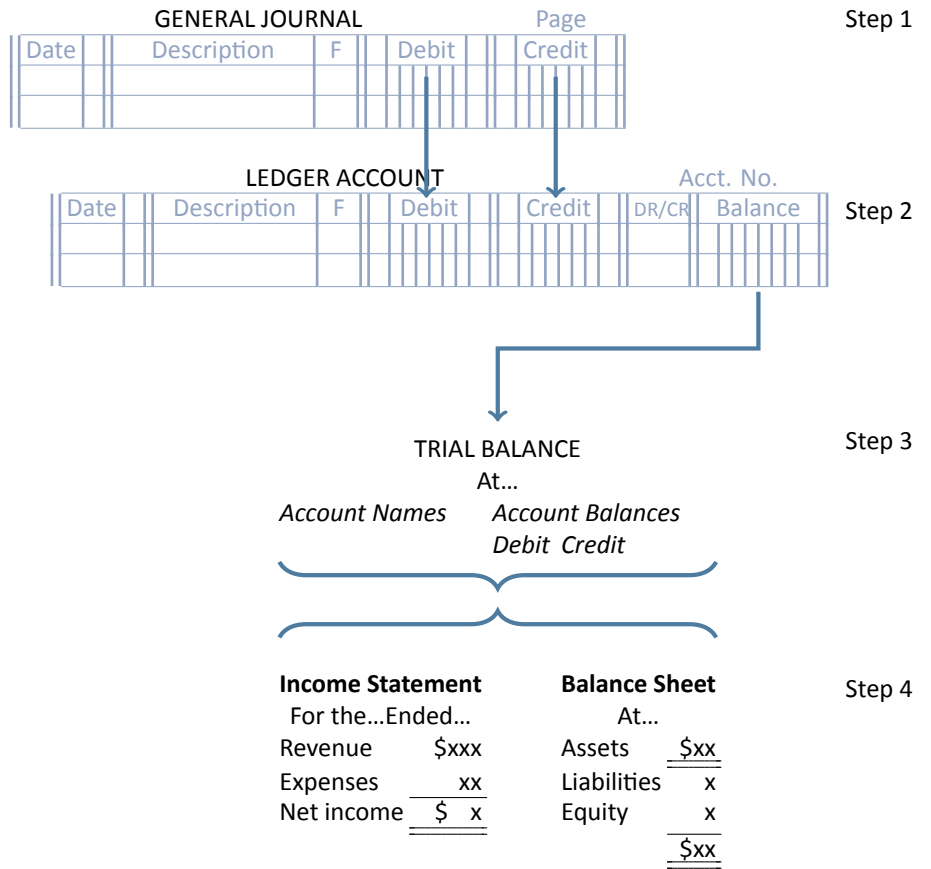 GENERAL JOURNAL Page Step 1
Date Description F Debit Credit
LEDGER ACCOUNT Acct. No.
Date Description F Debit Credit DR/CR Balance Step 2
TRIAL BALANCE Step 3
At…
Account Names Account Balances
Debit Credit
Income Statement Balance Sheet Step 4
For the…Ended… At…
Revenue $xxx Assets $xx
Expenses xx Liabilities x
Net income $ x Equity x
$xx